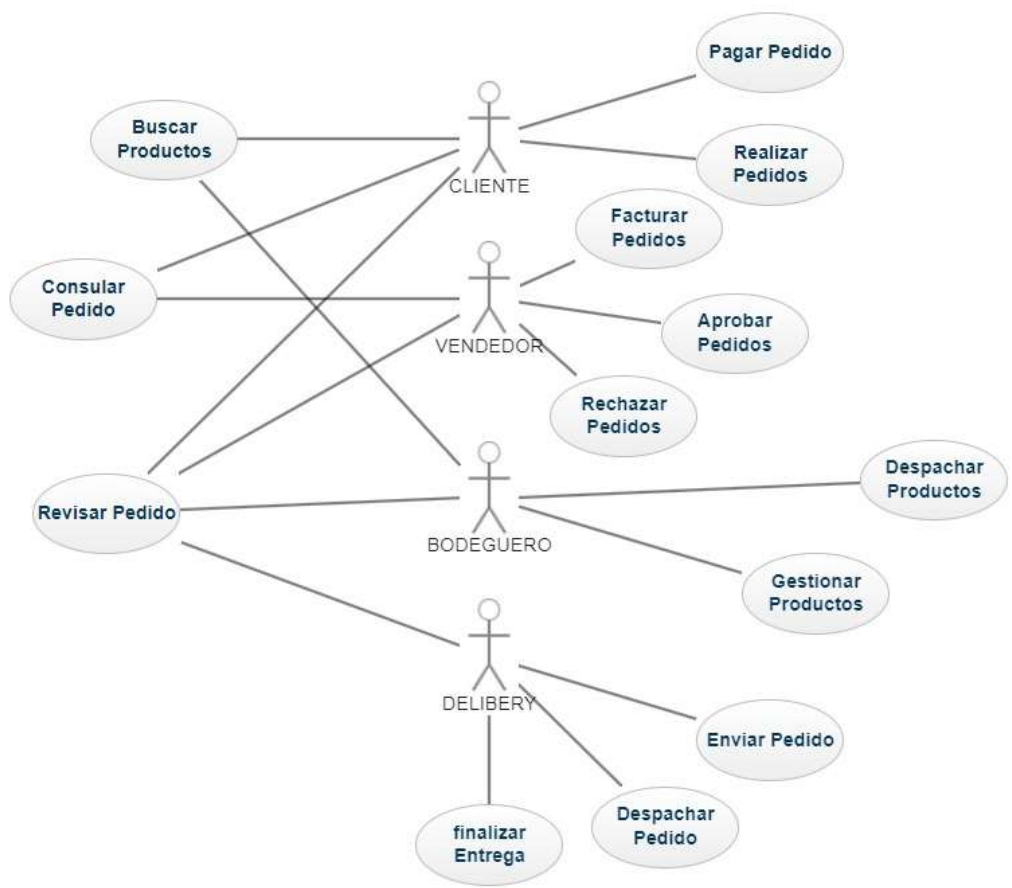 Pagar Pedido
Buscar
Productos
Realizar
Pedidos
CLIENTE
Facturar
Pedidos
Consular
Pedido
Aprobar
Pedidos
VENDEDOR
Rechazar
Pedidos
Despachar
Productos
Revisar Pedido
BODEGUERO
Gestionar
Productos
DELIBERY
Enviar Pedido
Despachar
Pedido
finalizar
Entrega